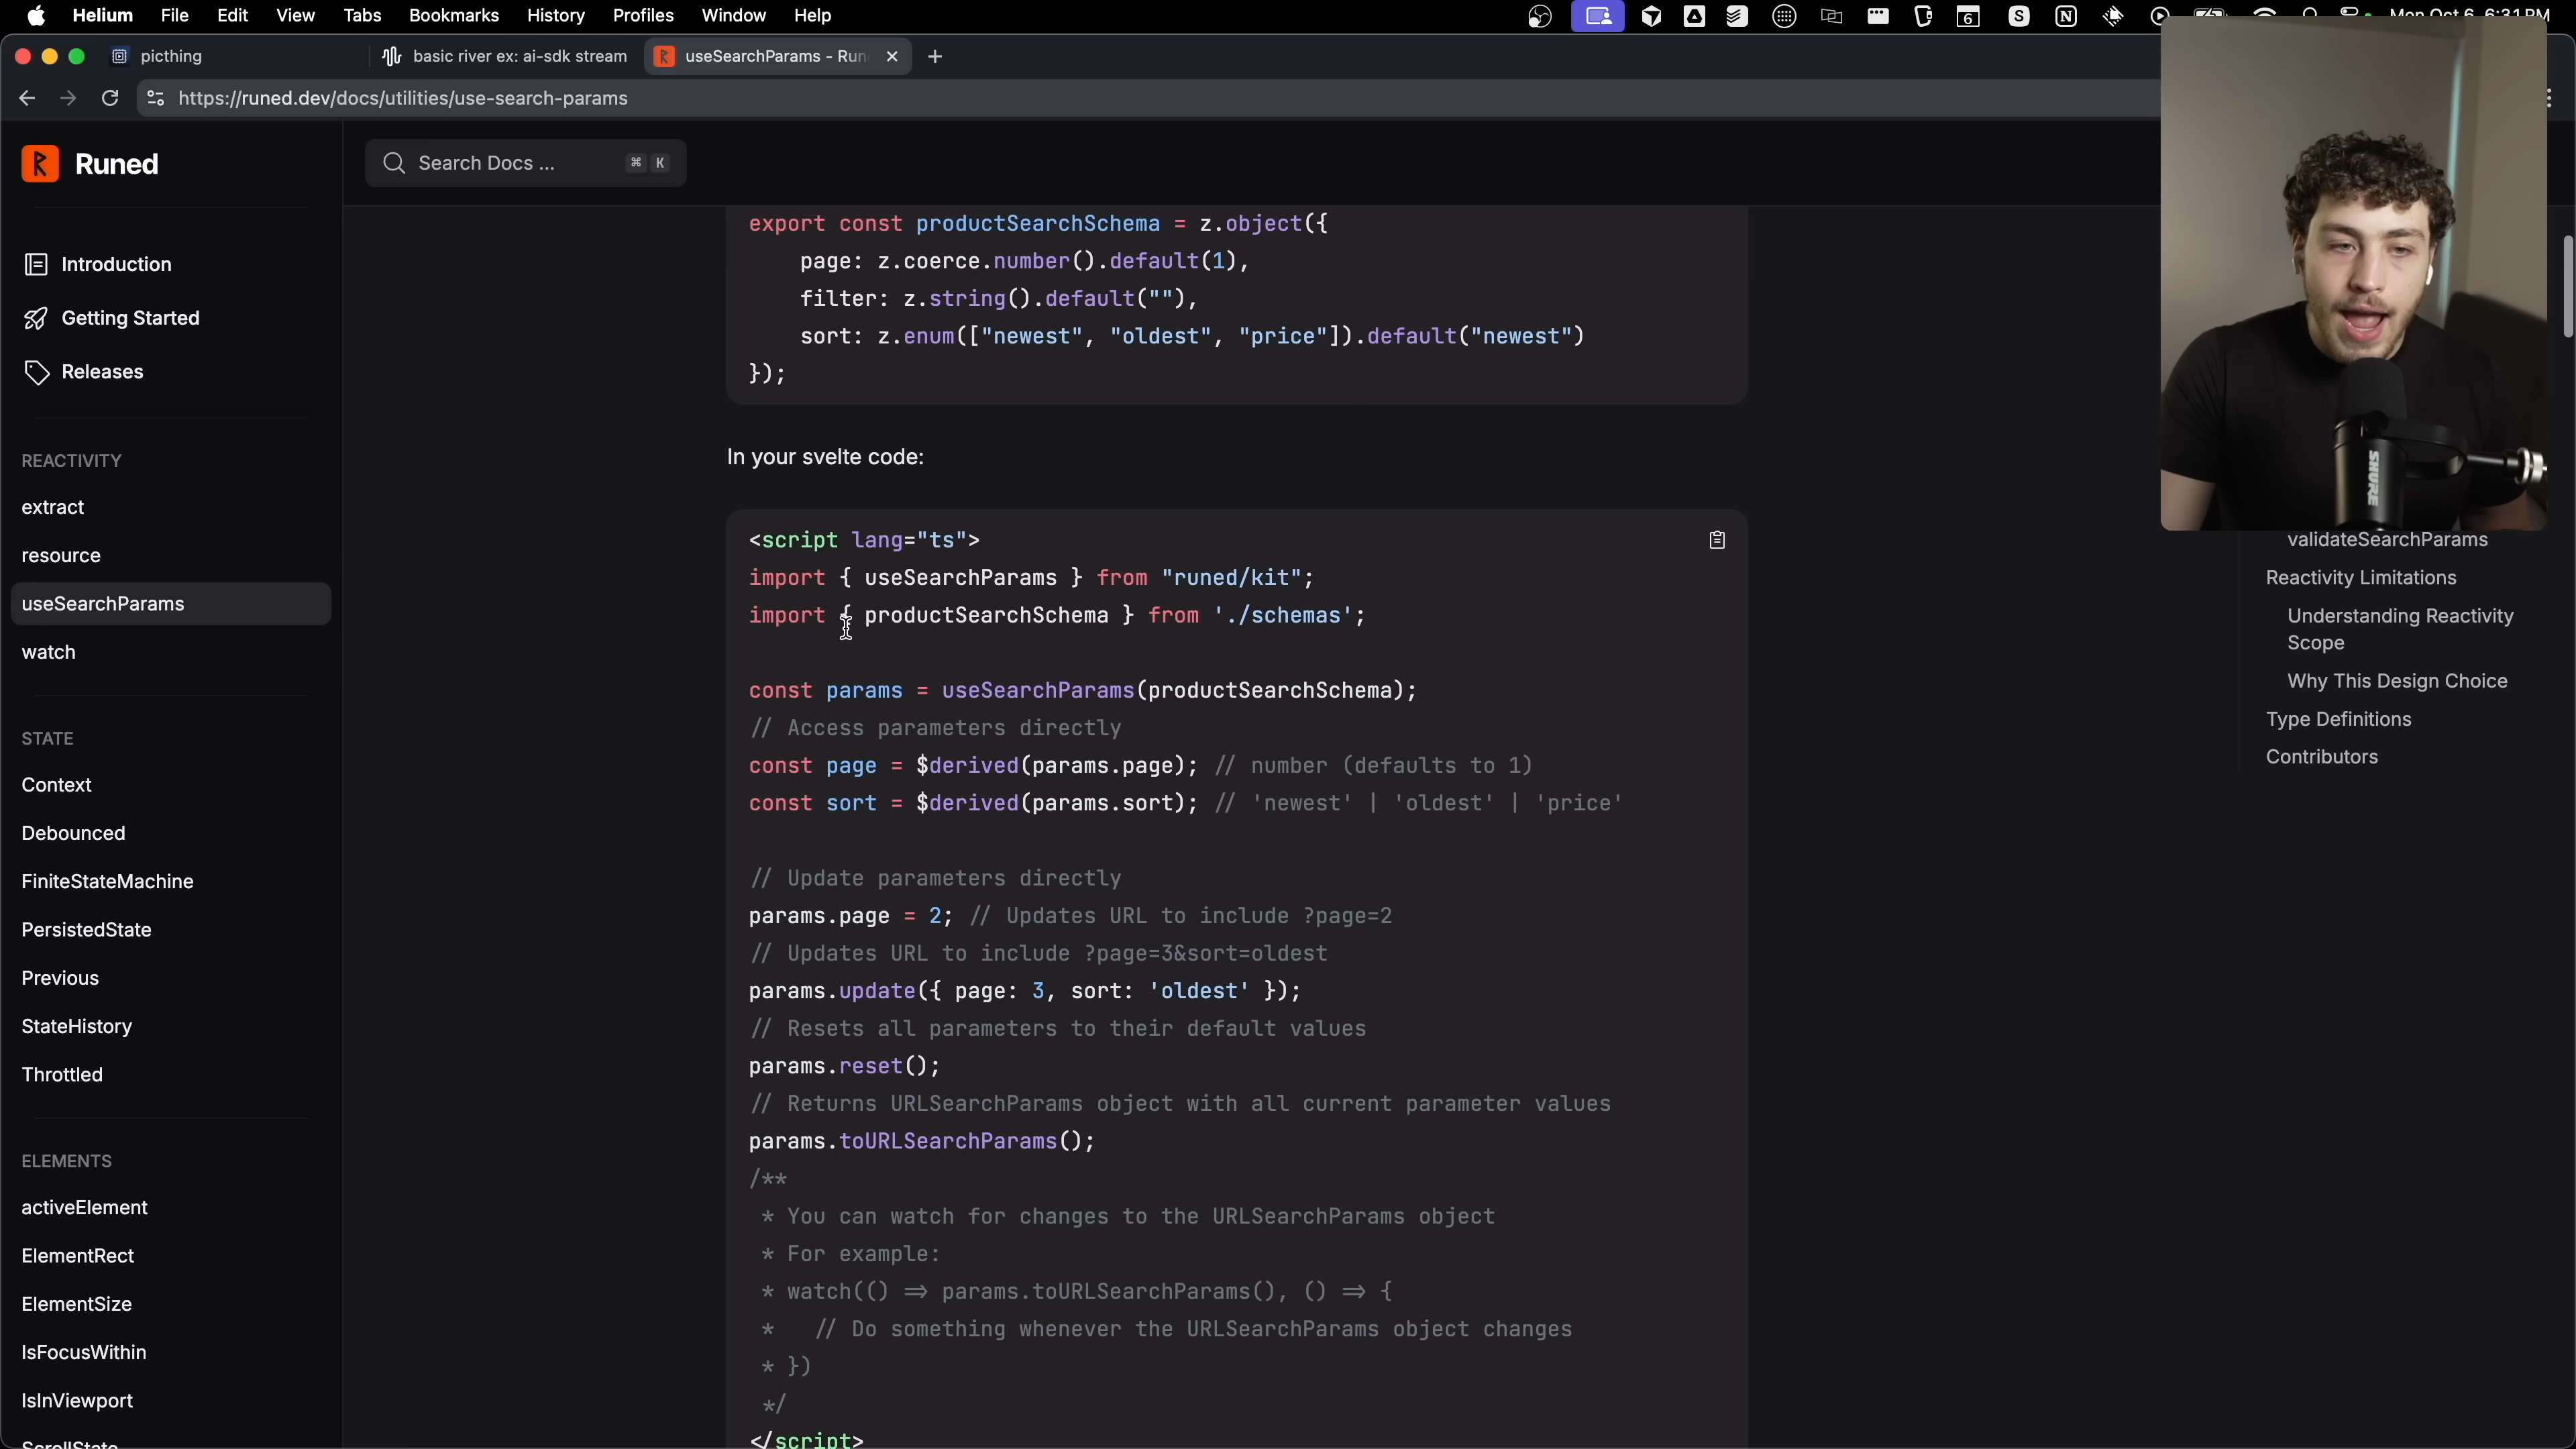 Helium File Edit View Tabs Bookmarks History Profiles Window Help
Mon Oct 6 6:31 PM
picthing
basic river ex: ai-sdk stream
useSearchParams - Run
https://runed.dev/docs/utilities/use-search-params
Runed
Search Docs ... ⌘ K
Introduction
Getting Started
Releases
REACTIVITY
extract
resource
useSearchParams
watch
STATE
Context
Debounced
FiniteStateMachine
PersistedState
Previous
StateHistory
Throttled
ELEMENTS
activeElement
ElementRect
ElementSize
IsFocusWithin
IsInViewport
ScrollState
export const productSearchSchema = z.object({
page: z.coerce.number().default(1),
filter: z.string().default(""),
sort: z.enum(["newest", "oldest", "price"]).default("newest")
});
In your svelte code:
<script lang="ts">
import { useSearchParams } from "runed/kit";
import { productSearchSchema } from './schemas';
const params = useSearchParams(productSearchSchema);
// Access parameters directly
const page = $derived(params.page); // number (defaults to 1)
const sort = $derived(params.sort); // 'newest' | 'oldest' | 'price'
// Update parameters directly
params.page = 2; // Updates URL to include ?page=2
// Updates URL to include ?page=3&sort=oldest
params.update({ page: 3, sort: 'oldest' });
// Resets all parameters to their default values
params.reset();
// Returns URLSearchParams object with all current parameter values
params.toURLSearchParams();
/**
* You can watch for changes to the URLSearchParams object
* For example:
* watch(() => params.toURLSearchParams(), () => {
* // Do something whenever the URLSearchParams object changes
* })
*/
</script>
validateSearchParams
Reactivity Limitations
Understanding Reactivity
Scope
Why This Design Choice
Type Definitions
Contributors
SHURE